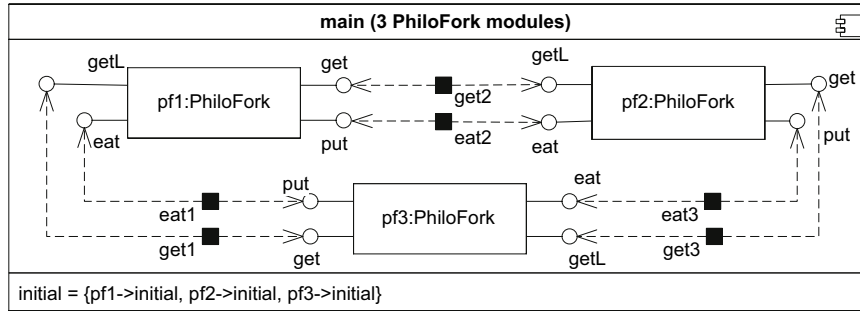 main (3 PhiloFork modules)
getL
get
getL
get
pf1:PhiloFork
get2
pf2:PhiloFork
eat
put
eat2
eat
put
put
eat
eat1
pf3:PhiloFork
eat3
get1
get
getL
get3
initial = {pf1->initial, pf2->initial, pf3->initial}